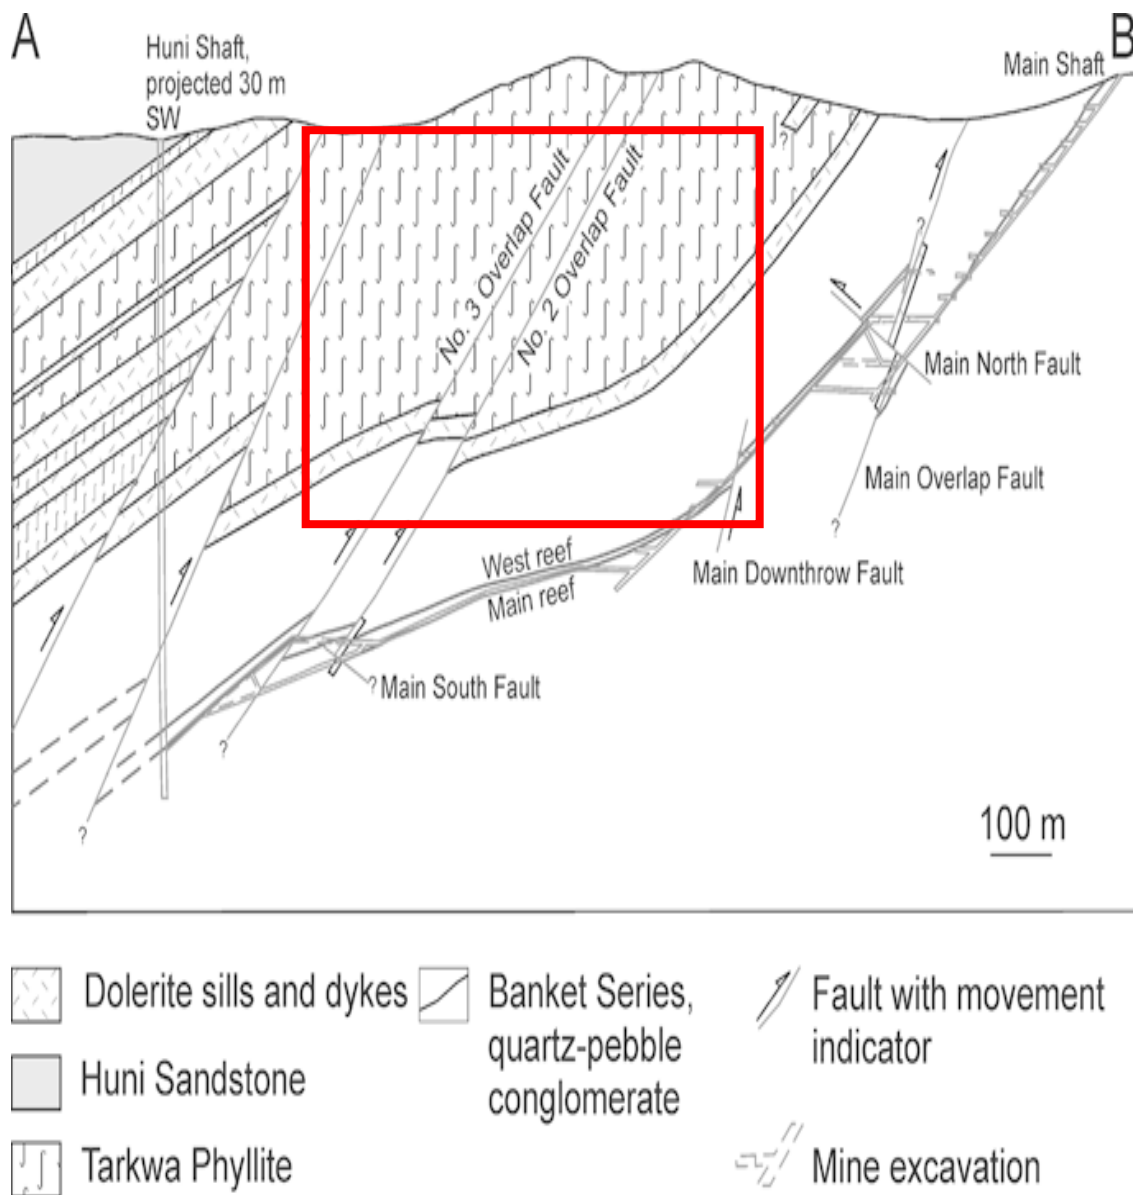 A
B
Huni Shaft,
projected 30 m
SW
Main Shaft
?
No. 3 Overlap Fault
No. 2 Overlap Fault
?
Main North Fault
Main Overlap Fault
?
West reef
Main reef
Main Downthrow Fault
? Main South Fault
?
?
100 m
Dolerite sills and dykes
Huni Sandstone
Tarkwa Phyllite
Banket Series,
quartz-pebble
conglomerate
Fault with movement
indicator
Mine excavation